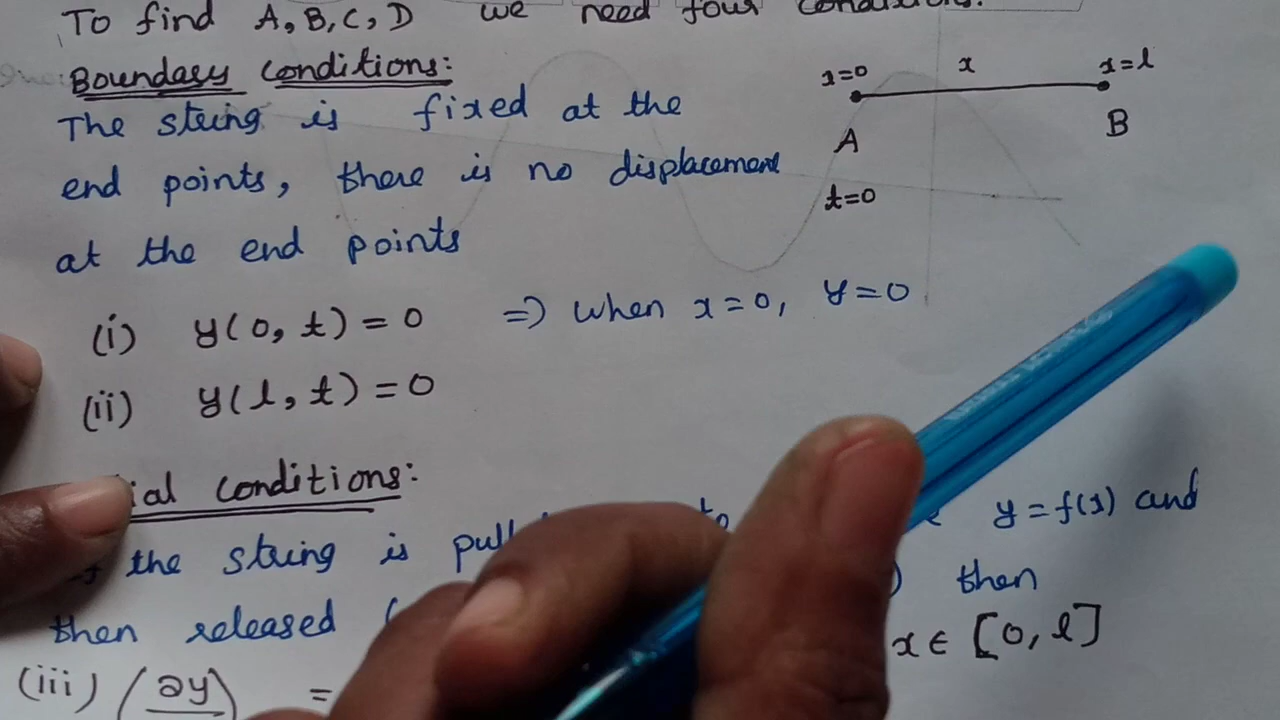 To find A, B, C, D we need four conditions.
Boundary Conditions:
The string is fixed at the
end points, there is no displacement
at the end points
x=0 x x=l
A B
t=0
(i) y(0, t) = 0 => when x=0, y=0
(ii) y(l, t) = 0
ial conditions:
the string is pull to y=f(x) and
then released ( ) then
x∈ [0, l]
(iii) (∂y) =